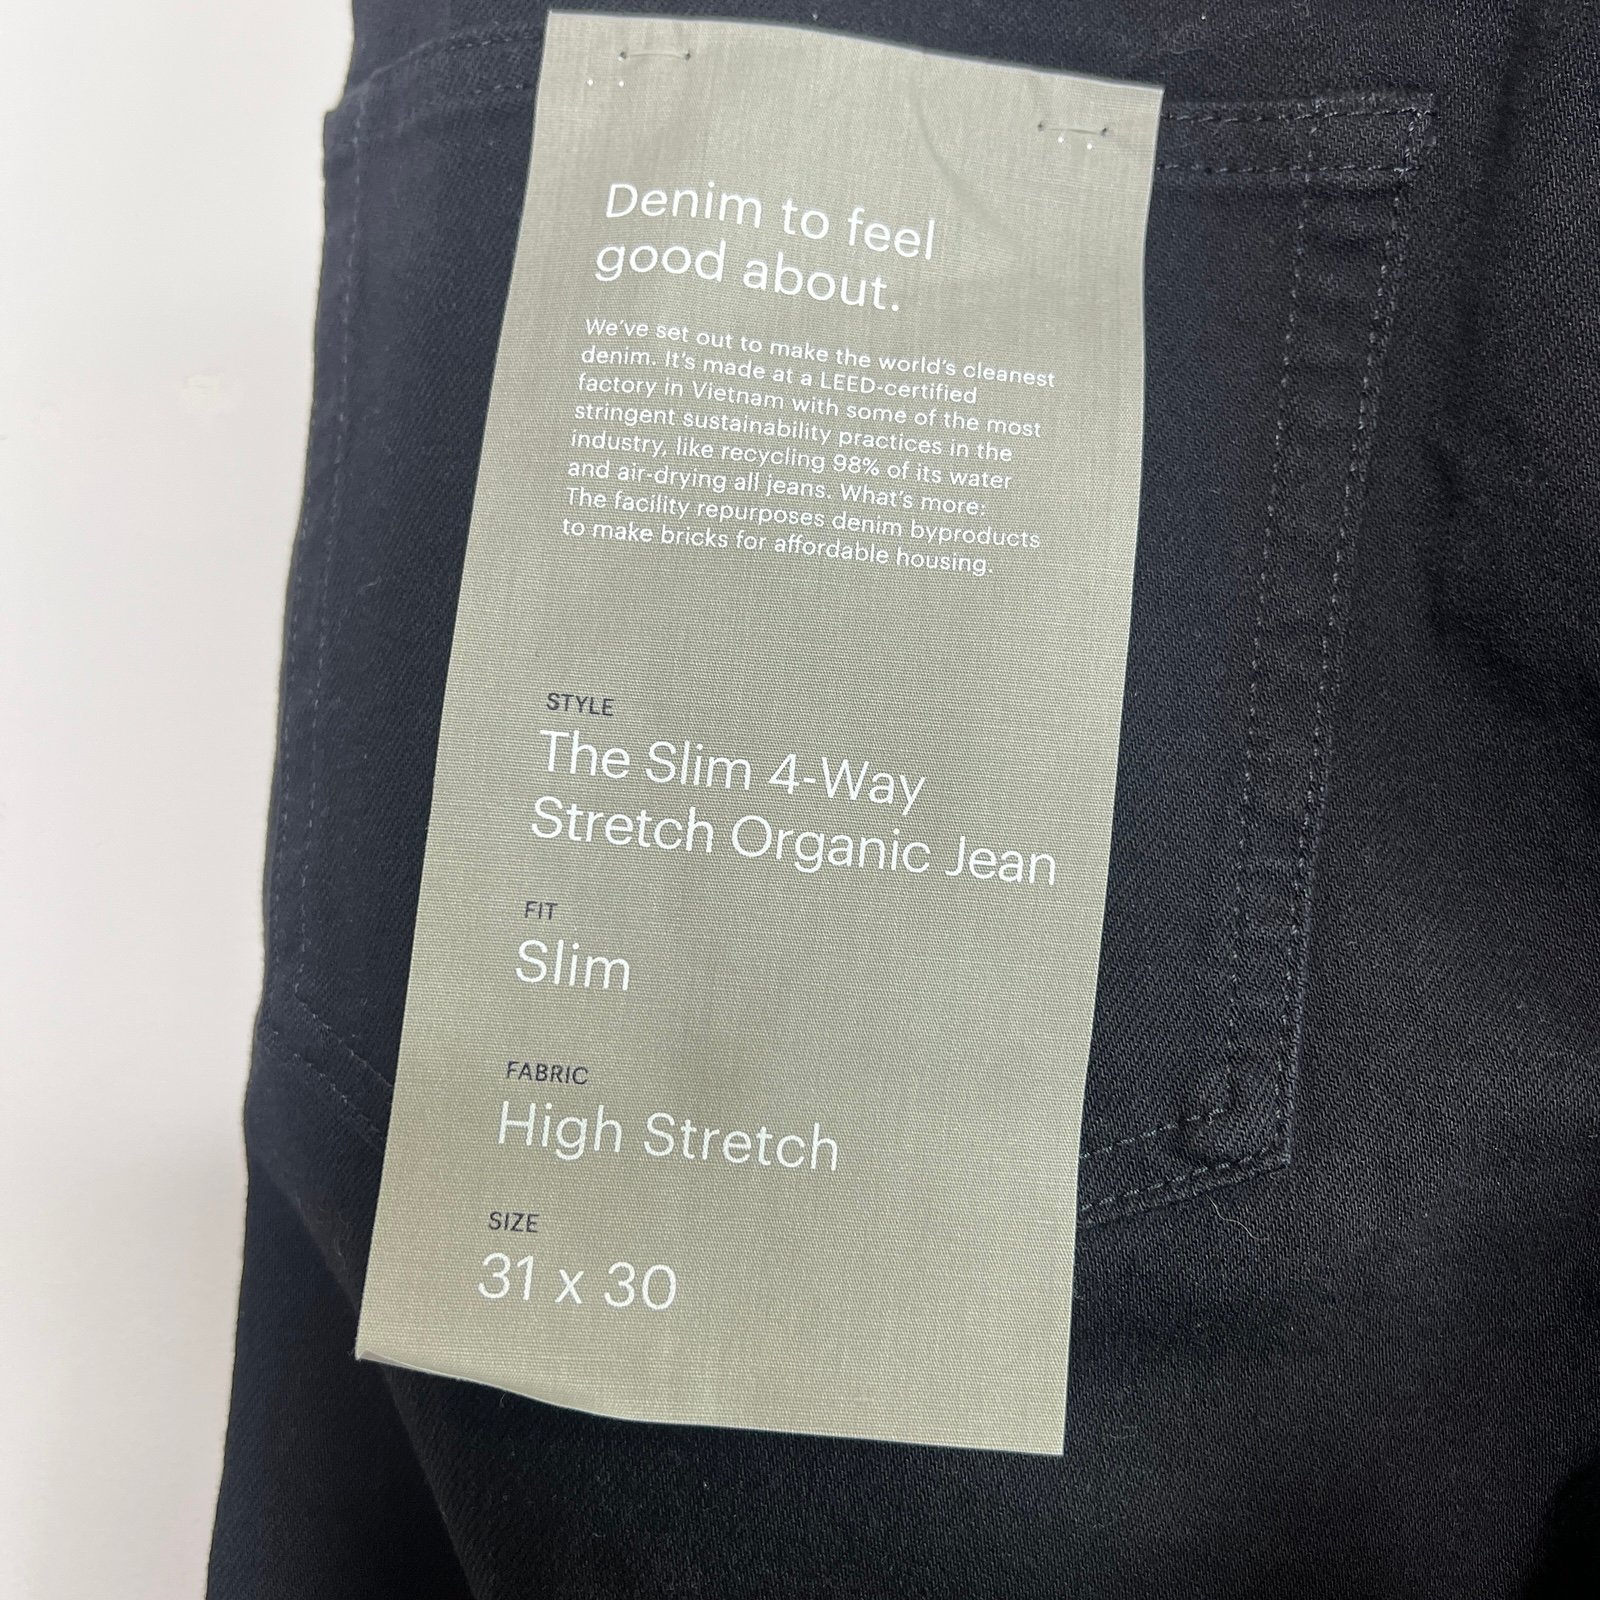 Denim to feel
good about.
We've set out to make the world's cleanest
denim. It's made at a LEED-certified
factory in Vietnam with some of the most
stringent sustainability practices in the
industry, like recycling 98% of its water
and air-drying all jeans. What's more:
The facility repurposes denim byproducts
to make bricks for affordable housing.
STYLE
The Slim 4-Way
Stretch Organic Jean
FIT
Slim
FABRIC
High Stretch
SIZE
31 x 30